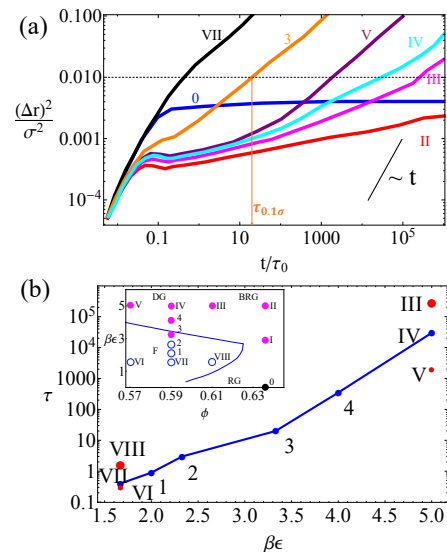 (a)
VII
3
V
IV
0.010
0
III
(Δr)²
σ²
0.001
II
10⁻⁴
τ0.1σ
~ t
0.1
10
1000
10⁵
t/τ₀
(b)
DG
BRG
5
V
IV
III
II
4
βϵ
3
3
2
I
F
1
1
VI
VII
VIII
RG
0
0.57
0.59
0.61
0.63
ϕ
10⁵
10⁴
1000
100
10
1
0.1
τ
III
IV
V
4
3
2
1
VIII
VII
VI
1.5
2.0
2.5
3.0
3.5
4.0
4.5
5.0
βϵ